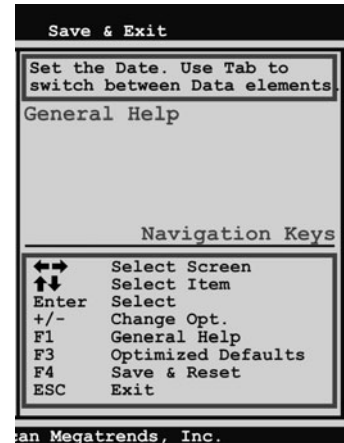 Save & Exit
Set the Date. Use Tab to
switch between Data elements.
General Help
Navigation Keys
←→ Select Screen
↑↓ Select Item
Enter Select
+/- Change Opt.
F1 General Help
F3 Optimized Defaults
F4 Save & Reset
ESC Exit
can Megatrends, Inc.